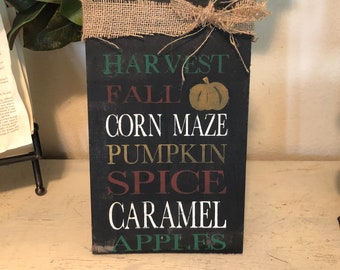 HARVEST
FALL
CORN MAZE
PUMPKIN
SPICE
CARAMEL
APPLES